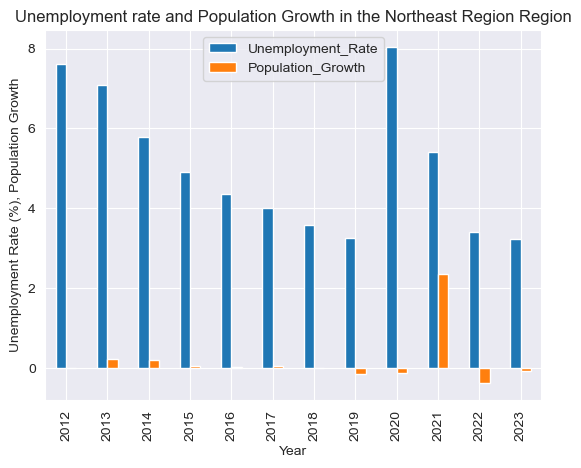 Unemployment rate and Population Growth in the Northeast Region Region
Unemployment_Rate
Population_Growth
Unemployment Rate (%), Population Growth
8
6
4
2
0
2012 2013 2014 2015 2016 2017 2018 2019 2020 2021 2022 2023
Year